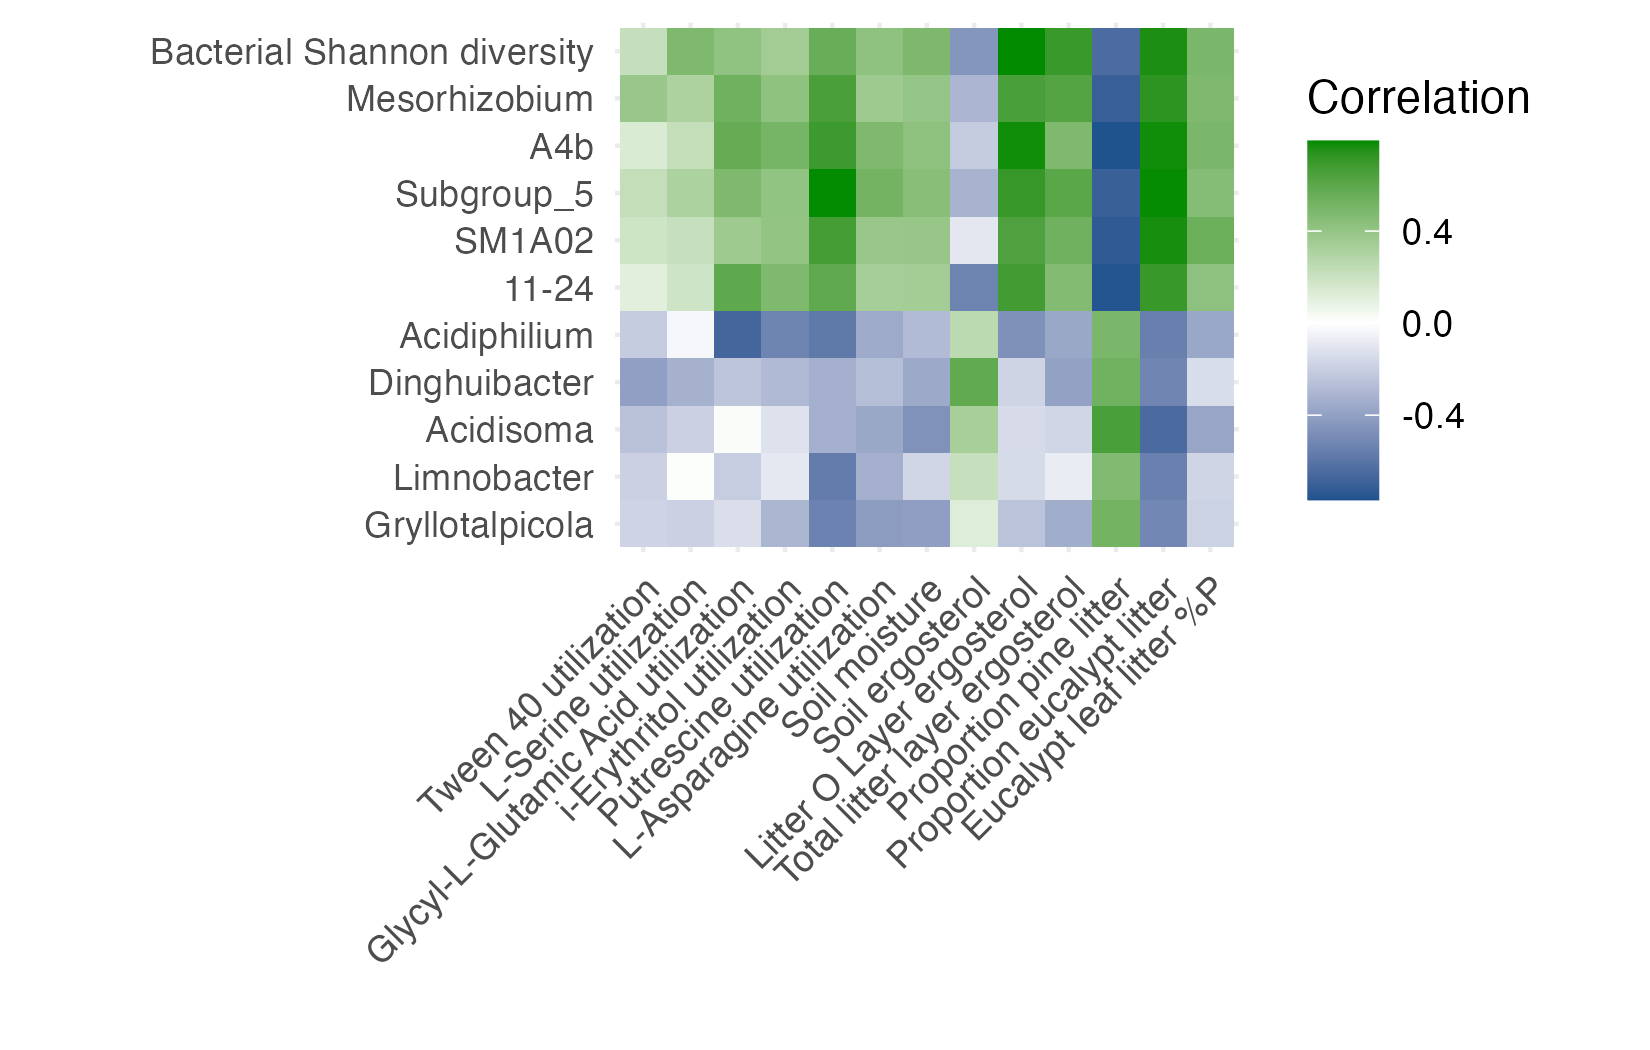 Bacterial Shannon diversity
Mesorhizobium
A4b
Subgroup_5
SM1A02
11-24
Acidiphilium
Dinghuibacter
Acidisoma
Limnobacter
Gryllotalpicola
Tween 40 utilization
L-Serine utilization
Glycyl-L-Glutamic Acid utilization
i-Erythritol utilization
Putrescine utilization
L-Asparagine utilization
Soil moisture
Soil ergosterol
Litter O Layer ergosterol
Total litter layer ergosterol
Proportion pine litter
Proportion eucalypt litter
Eucalypt leaf litter %P
Correlation
0.4
0.0
-0.4